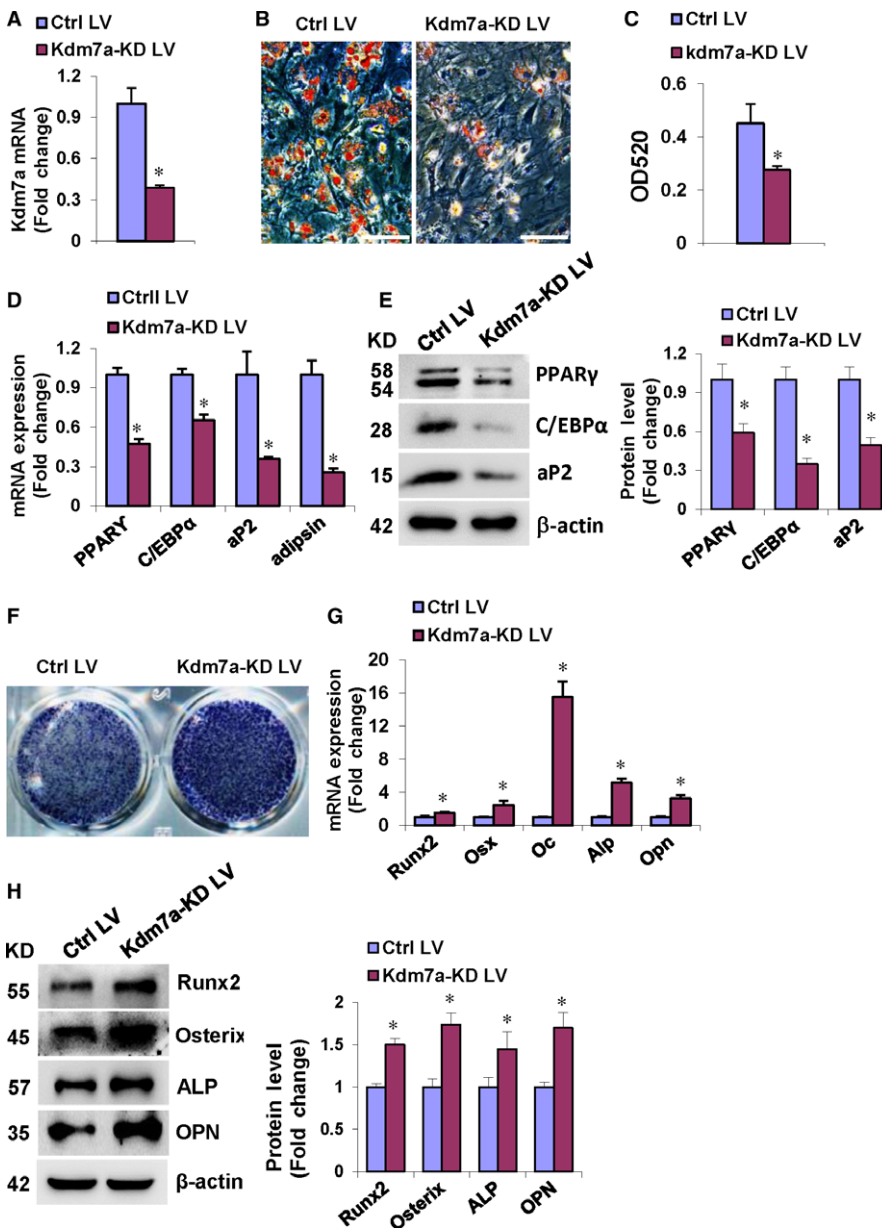 A
Ctrl LV
Kdm7a-KD LV
Kdm7a mRNA
(Fold change)
1.2
0.9
0.6
0.3
0
*
B
Ctrl LV Kdm7a-KD LV
C
Ctrl LV
kdm7a-KD LV
OD520
0.6
0.4
0.2
0
*
D
Ctrll LV
Kdm7a-KD LV
mRNA expression
(Fold change)
1.2
0.9
0.6
0.3
0
* * * *
PPARγ C/EBPα aP2 adipsin
E
KD Ctrl LV Kdm7a-KD LV
58
54
PPARγ
28 C/EBPα
15 aP2
42 β-actin
Ctrl LV
Kdm7a-KD LV
Protein level
(Fold change)
1.2
0.9
0.6
0.3
0
* * *
PPARγ C/EBPα aP2
F
Ctrl LV Kdm7a-KD LV
G
Ctrl LV
Kdm7a-KD LV
mRNA expression
(Fold change)
20
16
12
8
4
0
* * * * *
Runx2 Osx Oc Alp Opn
H
KD Ctrl LV Kdm7a-KD LV
55 Runx2
45 Osterix
57 ALP
35 OPN
42 β-actin
Ctrl LV
Kdm7a-KD LV
Protein level
(Fold change)
2
1.5
1
0.5
0
* * * *
Runx2 Osterix ALP OPN